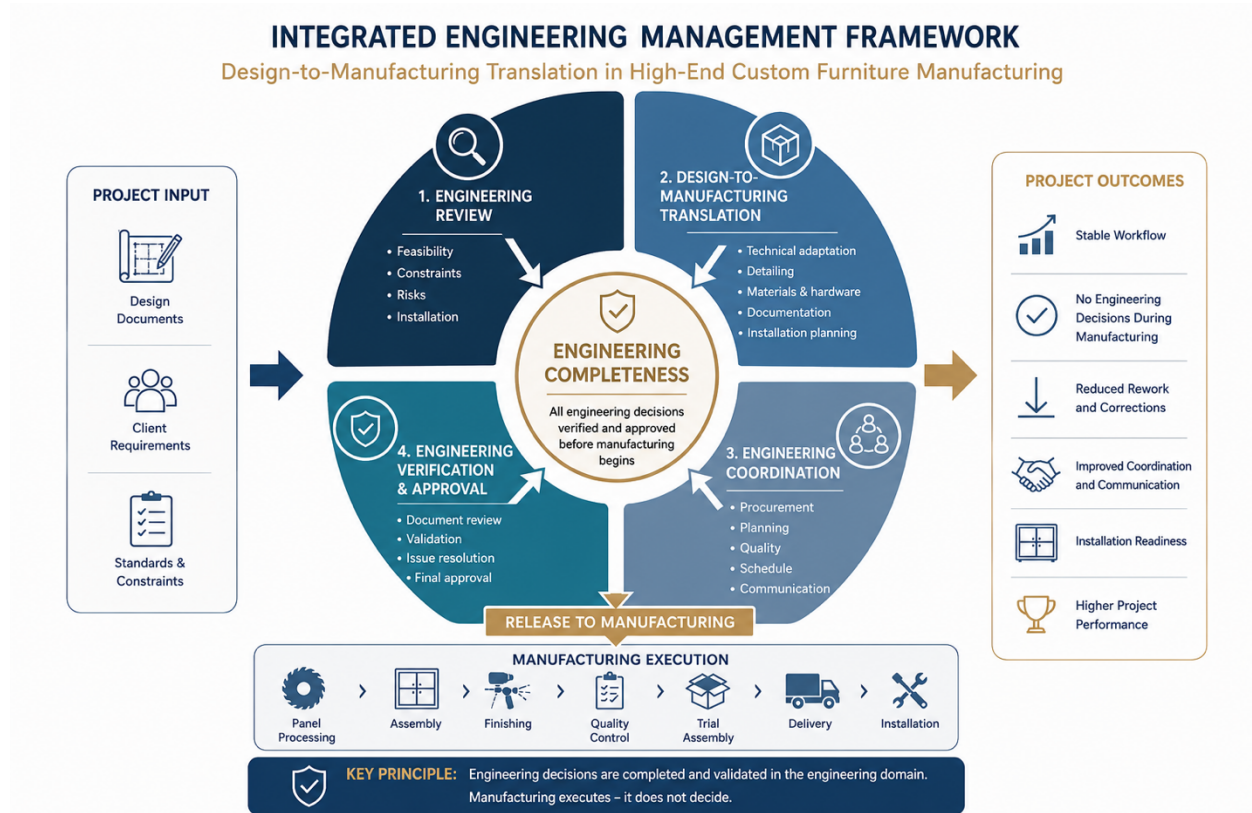 INTEGRATED ENGINEERING MANAGEMENT FRAMEWORK
Design-to-Manufacturing Translation in High-End Custom Furniture Manufacturing
PROJECT INPUT
Design
Documents
Client
Requirements
Standards &
Constraints
1. ENGINEERING
REVIEW
• Feasibility
• Constraints
• Risks
• Installation
2. DESIGN-TO-
MANUFACTURING
TRANSLATION
• Technical adaptation
• Detailing
• Materials & hardware
• Documentation
• Installation planning
ENGINEERING
COMPLETENESS
All engineering decisions
verified and approved
before manufacturing
begins
3. ENGINEERING
COORDINATION
• Procurement
• Planning
• Quality
• Schedule
• Communication
4. ENGINEERING
VERIFICATION
& APPROVAL
• Document review
• Validation
• Issue resolution
• Final approval
PROJECT OUTCOMES
Stable Workflow
No Engineering
Decisions During
Manufacturing
Reduced Rework
and Corrections
Improved Coordination
and Communication
Installation Readiness
Higher Project
Performance
RELEASE TO MANUFACTURING
MANUFACTURING EXECUTION
Panel
Processing
Assembly
Finishing
Quality
Control
Trial
Assembly
Delivery
Installation
KEY PRINCIPLE: Engineering decisions are completed and validated in the engineering domain.
Manufacturing executes – it does not decide.